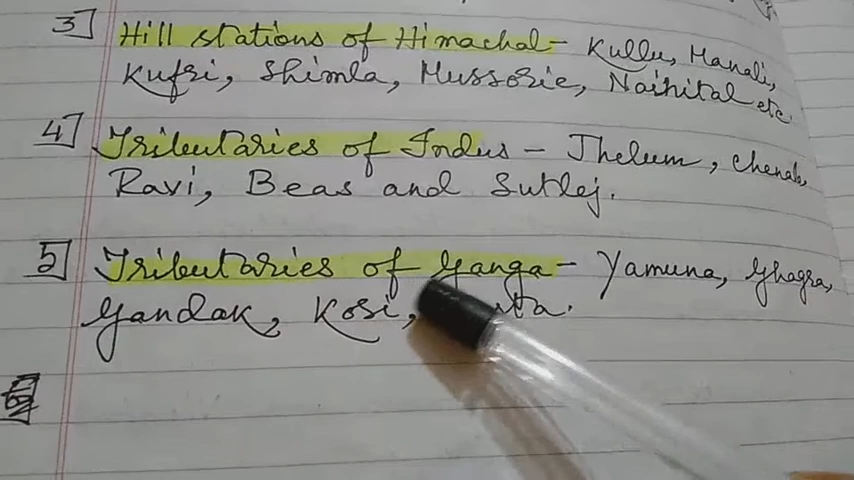 3] Hill stations of Himachal - Kullu, Manali,
Kufri, Shimla, Mussorie, Nainital etc.
4] Tributaries of Indus - Jhelum, Chenab,
Ravi, Beas and Sutlej.
5] Tributaries of Ganga - Yamuna, Ghagra,
Gandak, Kosi,